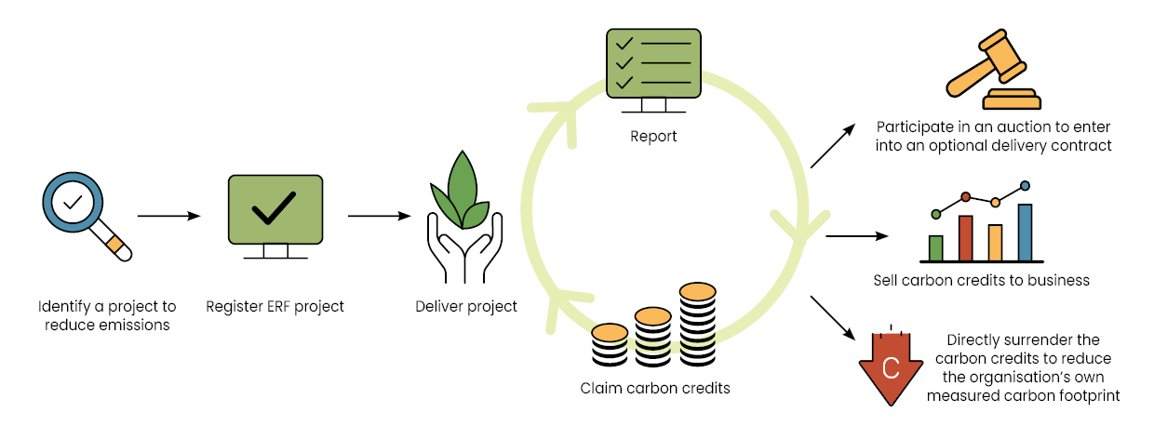 Identify a project to
reduce emissions
Register ERF project
Deliver project
Report
Claim carbon credits
Participate in an auction to enter
into an optional delivery contract
Sell carbon credits to business
C
Directly surrender the
carbon credits to reduce
the organisation's own
measured carbon footprint